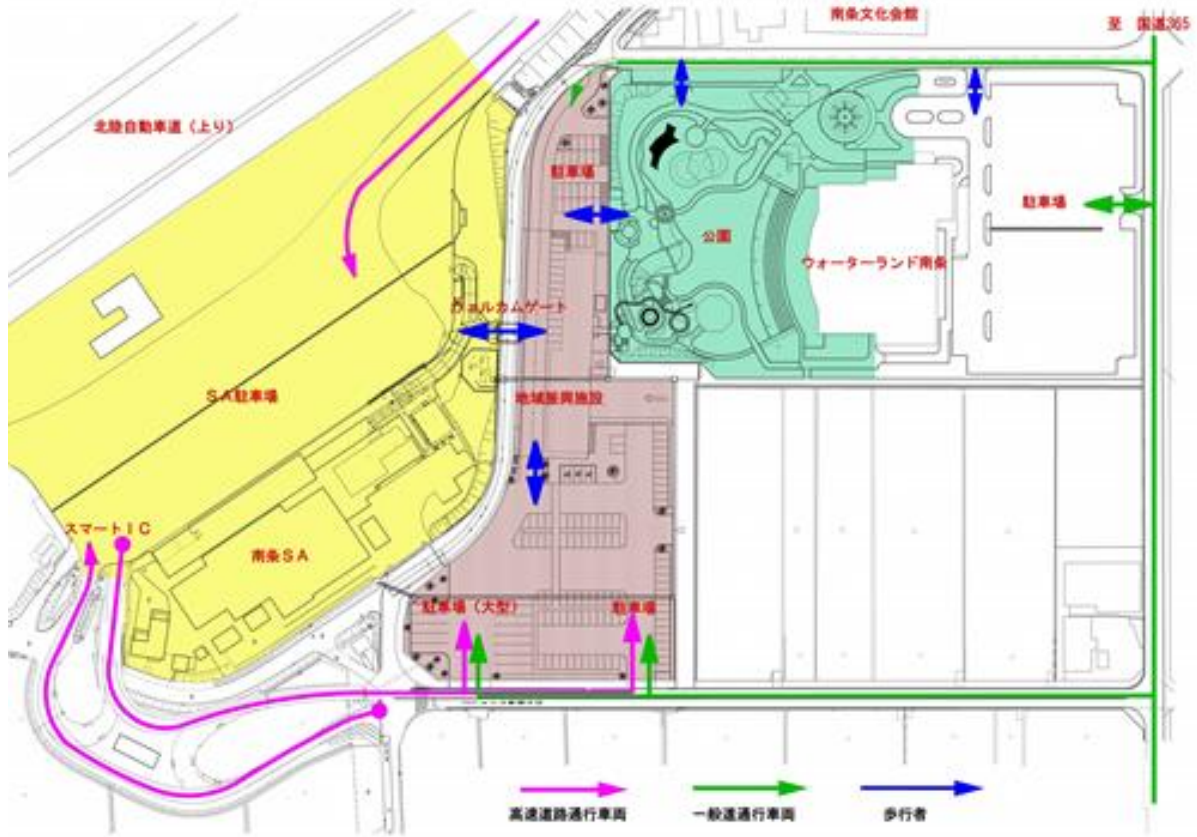 南条文化会館
至 国道365
北陸自動車道（上り）
駐車場
駐車場
公園
ウォーターランド南条
ウェルカムゲート
SA駐車場
地域振興施設
スマートIC
南条SA
駐車場（大型）
駐車場
高速道路通行車両
一般道通行車両
歩行者